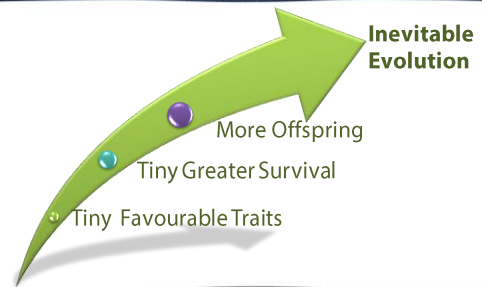 Inevitable
Evolution
More Offspring
Tiny Greater Survival
Tiny Favourable Traits